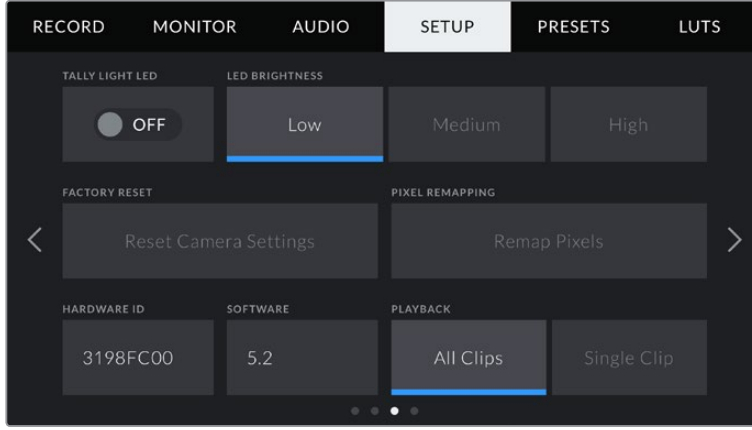 RECORD MONITOR AUDIO SETUP PRESETS LUTS
TALLY LIGHT LED LED BRIGHTNESS
OFF Low Medium High
FACTORY RESET PIXEL REMAPPING
Reset Camera Settings Remap Pixels
HARDWARE ID SOFTWARE PLAYBACK
3198FC00 5.2 All Clips Single Clip